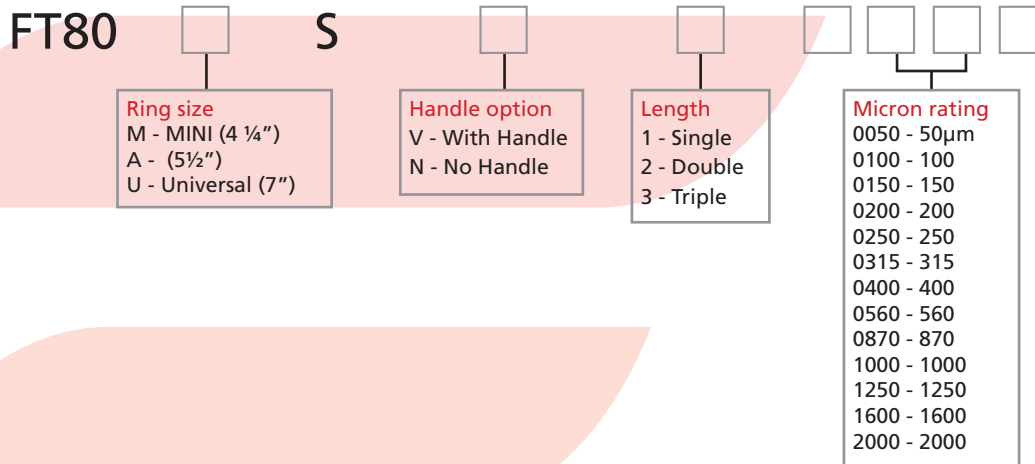 FT80 S
Ring size
M - MINI (4 ¼”)
A - (5½”)
U - Universal (7”)
Handle option
V - With Handle
N - No Handle
Length
1 - Single
2 - Double
3 - Triple
Micron rating
0050 - 50µm
0100 - 100
0150 - 150
0200 - 200
0250 - 250
0315 - 315
0400 - 400
0560 - 560
0870 - 870
1000 - 1000
1250 - 1250
1600 - 1600
2000 - 2000